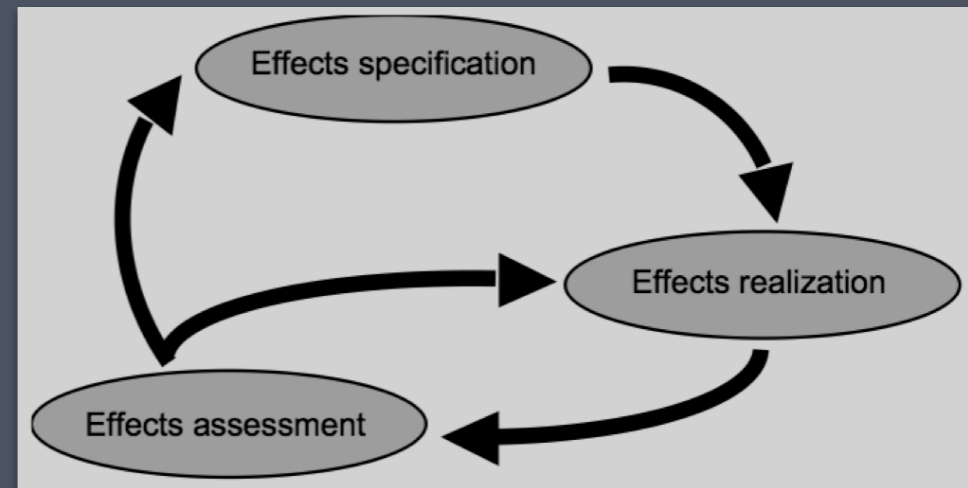 Effects specification
Effects realization
Effects assessment